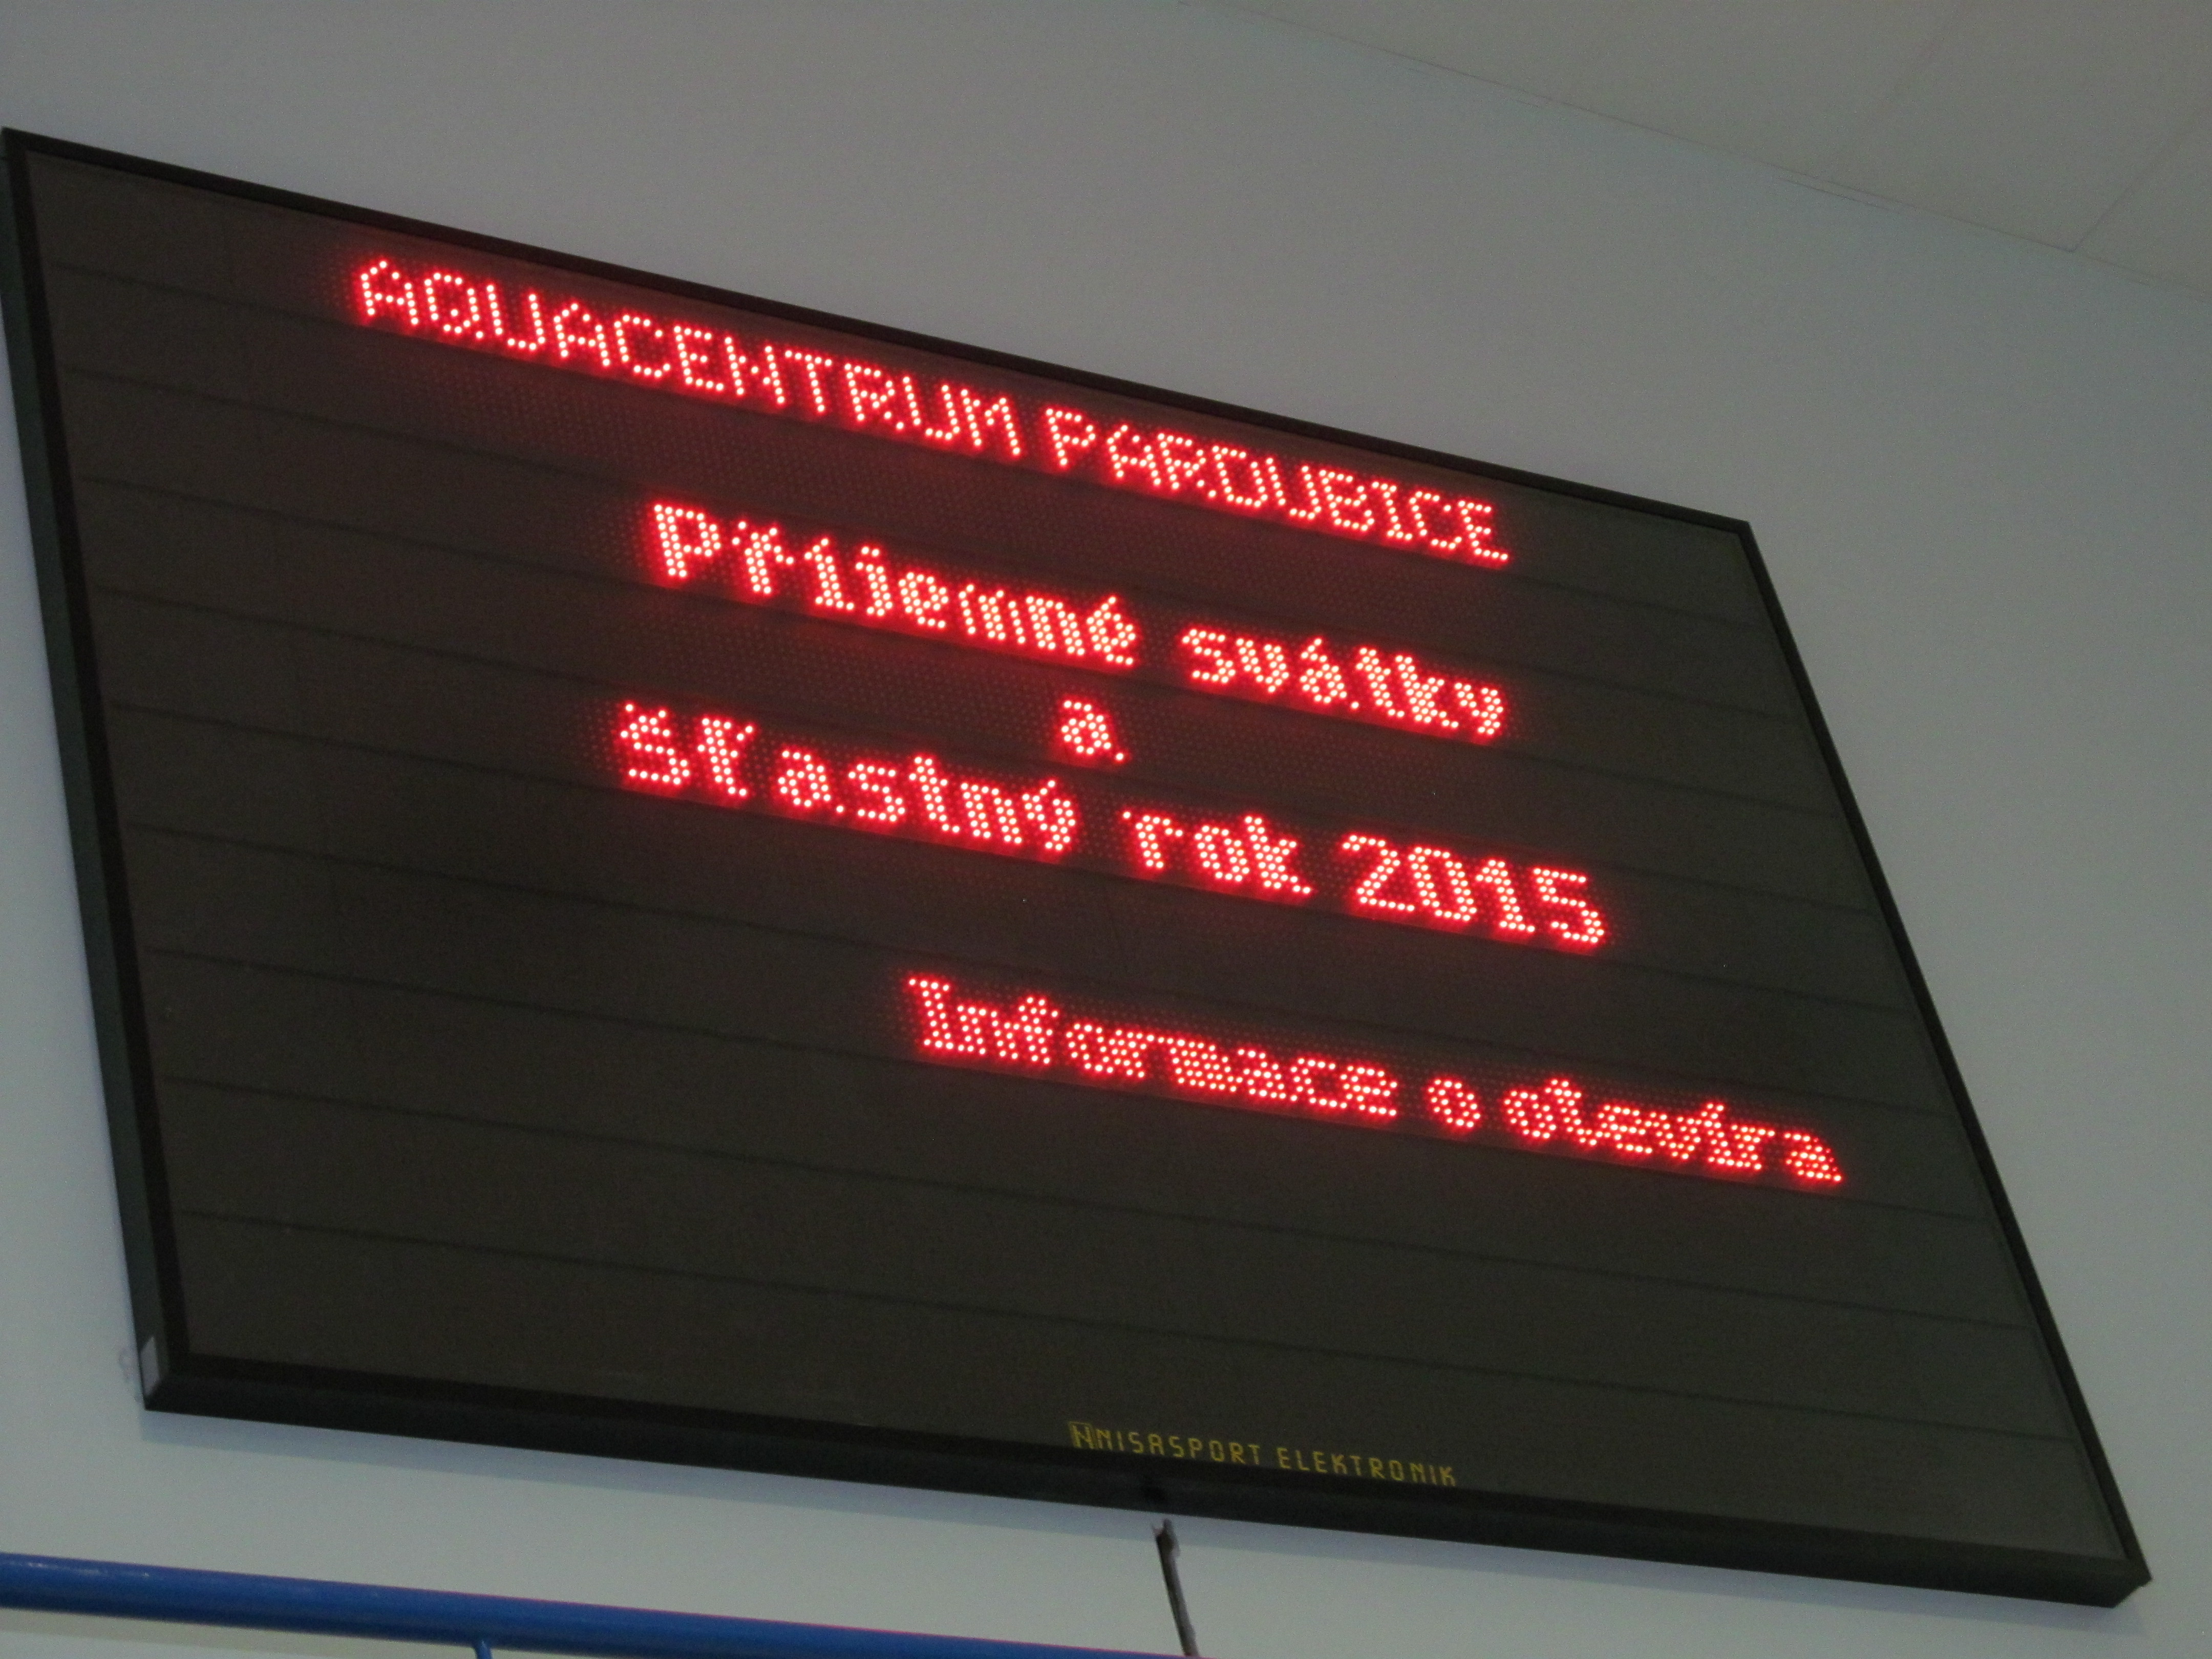 AQUACENTRUM PARDUBICE
Příjemné svátky
a
Šťastný rok 2015
Informace o otevíra
NISASPORT ELEKTRONIK